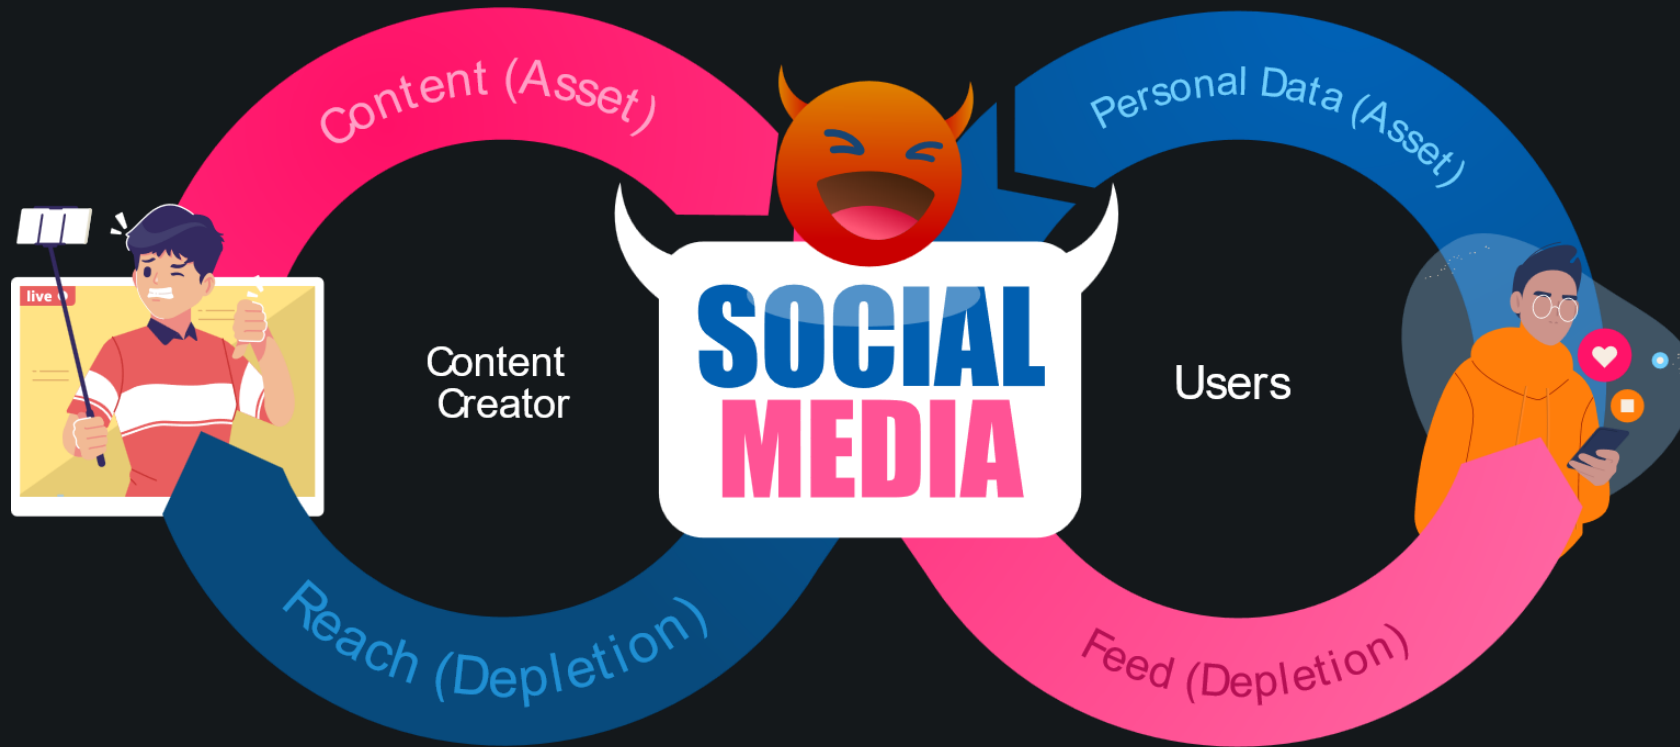 Content (Asset)
Personal Data (Asset)
live
Content
Creator
SOCIAL
MEDIA
Users
Reach (Depletion)
Feed (Depletion)